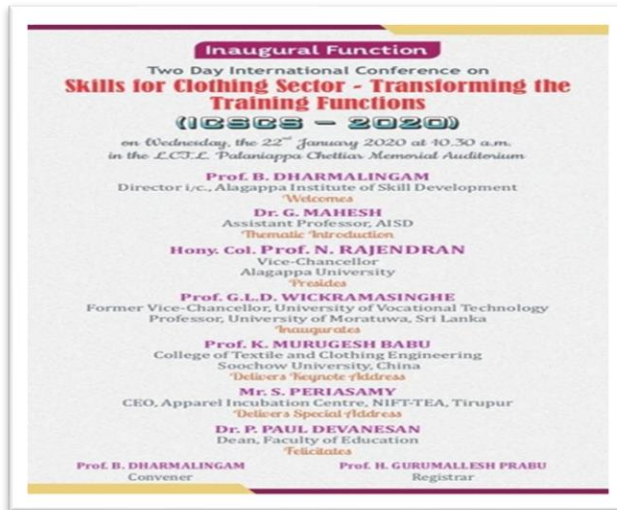 Inaugural Function
Two Day International Conference on
Skills for Clothing Sector - Transforming the
Training Functions
(ICSCS – 2020)
on Wednesday, the 22nd January 2020 at 10.30 a.m.
in the L.CT.L. Palaniappa Chettiar Memorial Auditorium
Prof. B. DHARMALINGAM
Director i/c., Alagappa Institute of Skill Development
Welcomes
Dr. G. MAHESH
Assistant Professor, AISD
Thematic Introduction
Hony. Col. Prof. N. RAJENDRAN
Vice-Chancellor
Alagappa University
Presides
Prof. G.L.D. WICKRAMASINGHE
Former Vice-Chancellor, University of Vocational Technology
Professor, University of Moratuwa, Sri Lanka
Inaugurates
Prof. K. MURUGESH BABU
College of Textile and Clothing Engineering
Soochow University, China
Delivers Keynote Address
Mr. S. PERIASAMY
CEO, Apparel Incubation Centre, NIFT-TEA, Tirupur
Delivers Special Address
Dr. P. PAUL DEVANESAN
Dean, Faculty of Education
Felicitates
Prof. B. DHARMALINGAM Prof. H. GURUMALLESH PRABU
Convener Registrar